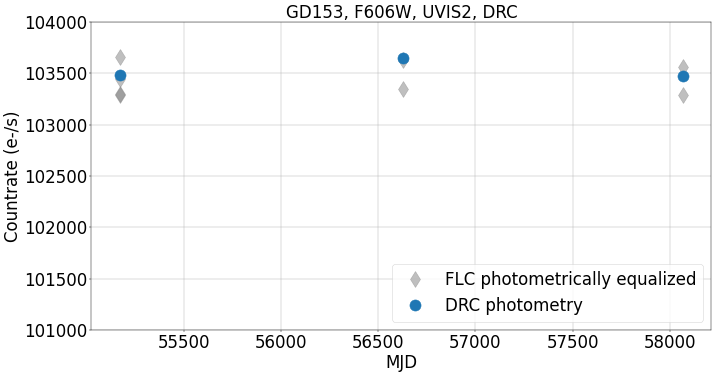 GD153, F606W, UVIS2, DRC
104000
103500
103000
102500
102000
101500
101000
Countrate (e-/s)
FLC photometrically equalized
DRC photometry
55500 56000 56500 57000 57500 58000
MJD